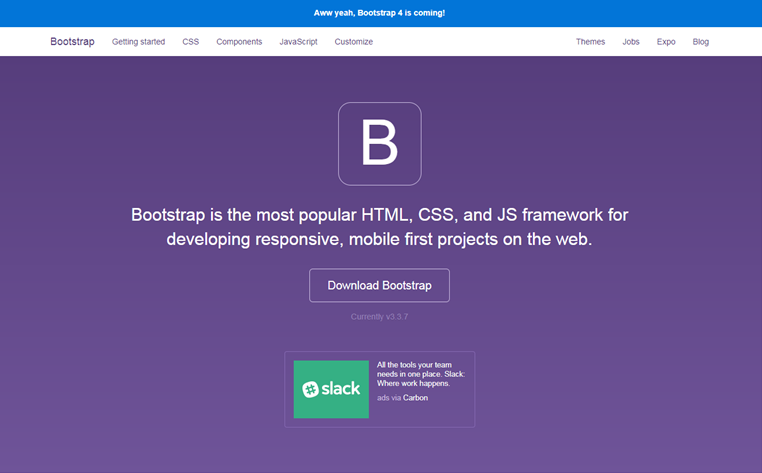 Aww yeah, Bootstrap 4 is coming!
Bootstrap Getting started CSS Components JavaScript Customize Themes Jobs Expo Blog
B
Bootstrap is the most popular HTML, CSS, and JS framework for
developing responsive, mobile first projects on the web.
Download Bootstrap
Currently v3.3.7
slack
All the tools your team
needs in one place. Slack:
Where work happens.
ads via Carbon